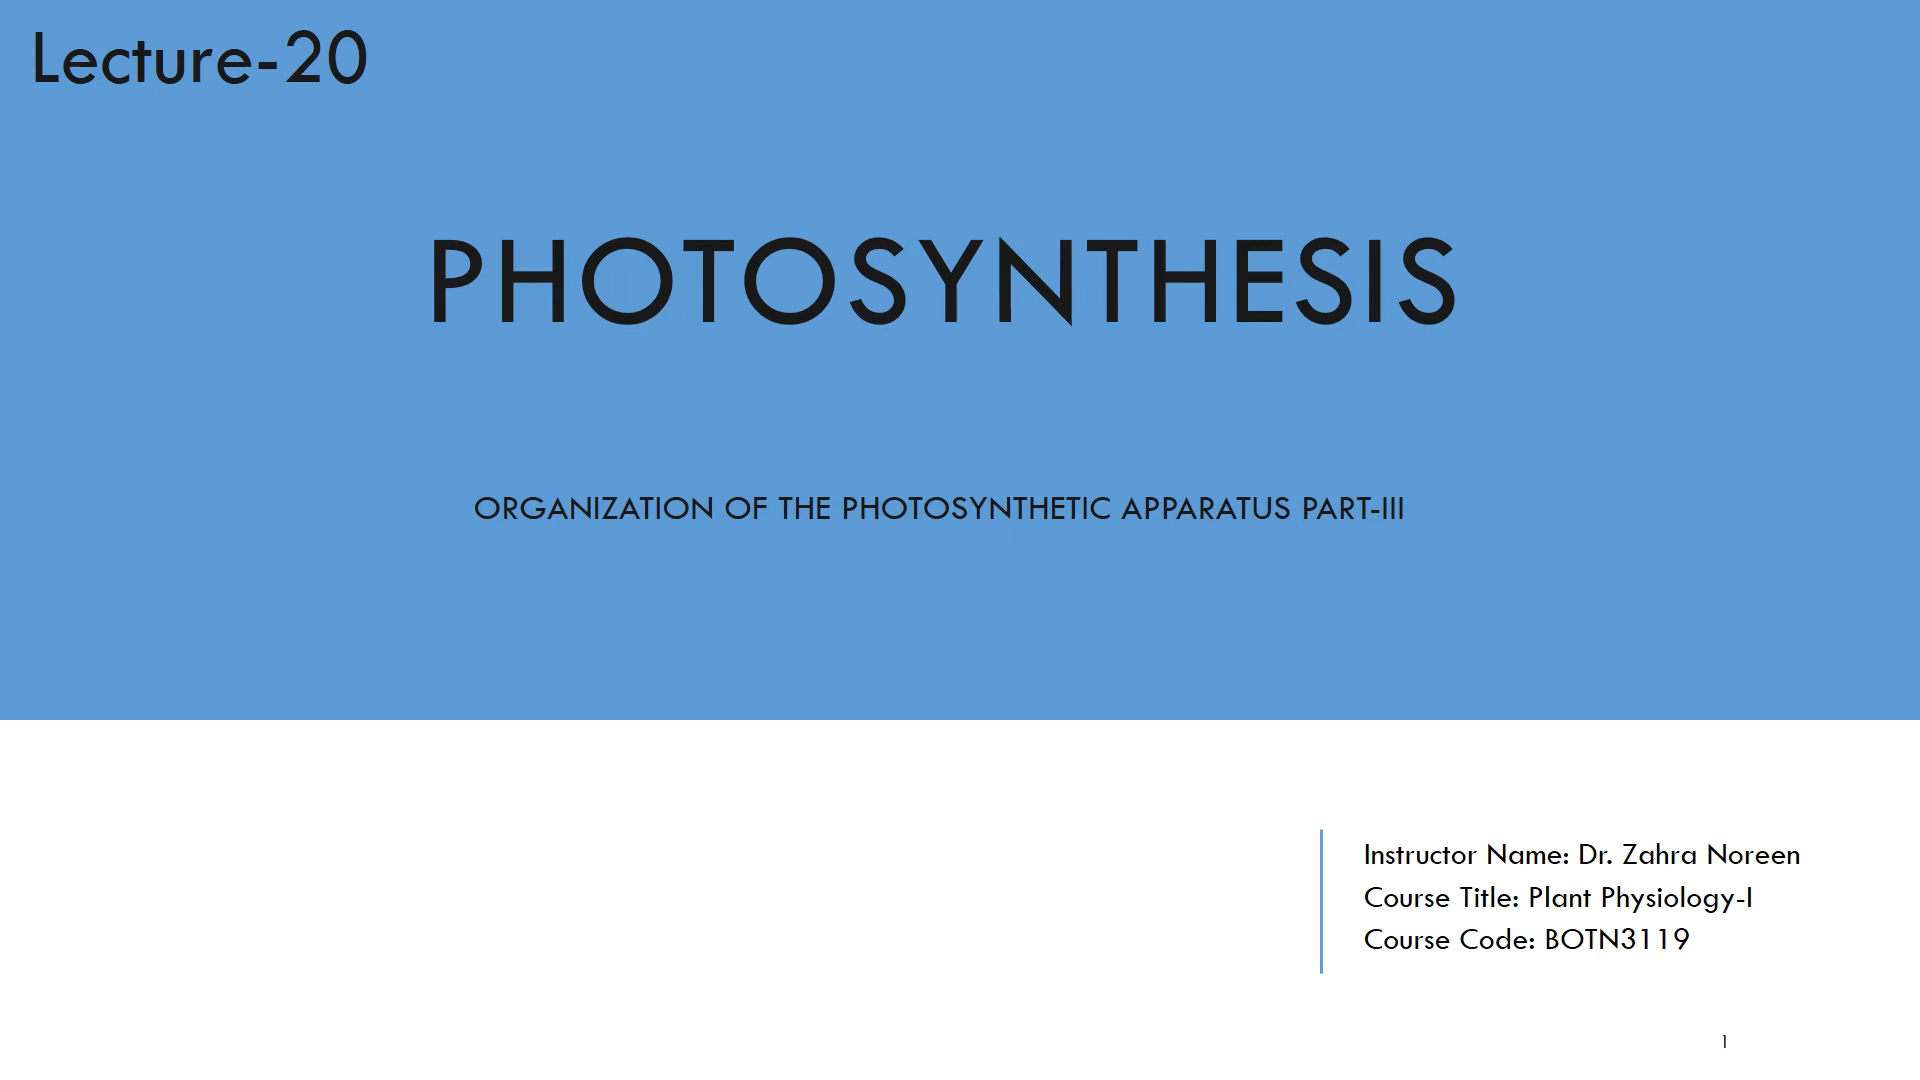 Lecture-20
PHOTOSYNTHESIS
ORGANIZATION OF THE PHOTOSYNTHETIC APPARATUS PART-III
Instructor Name: Dr. Zahra Noreen
Course Title: Plant Physiology-I
Course Code: BOTN3119
1